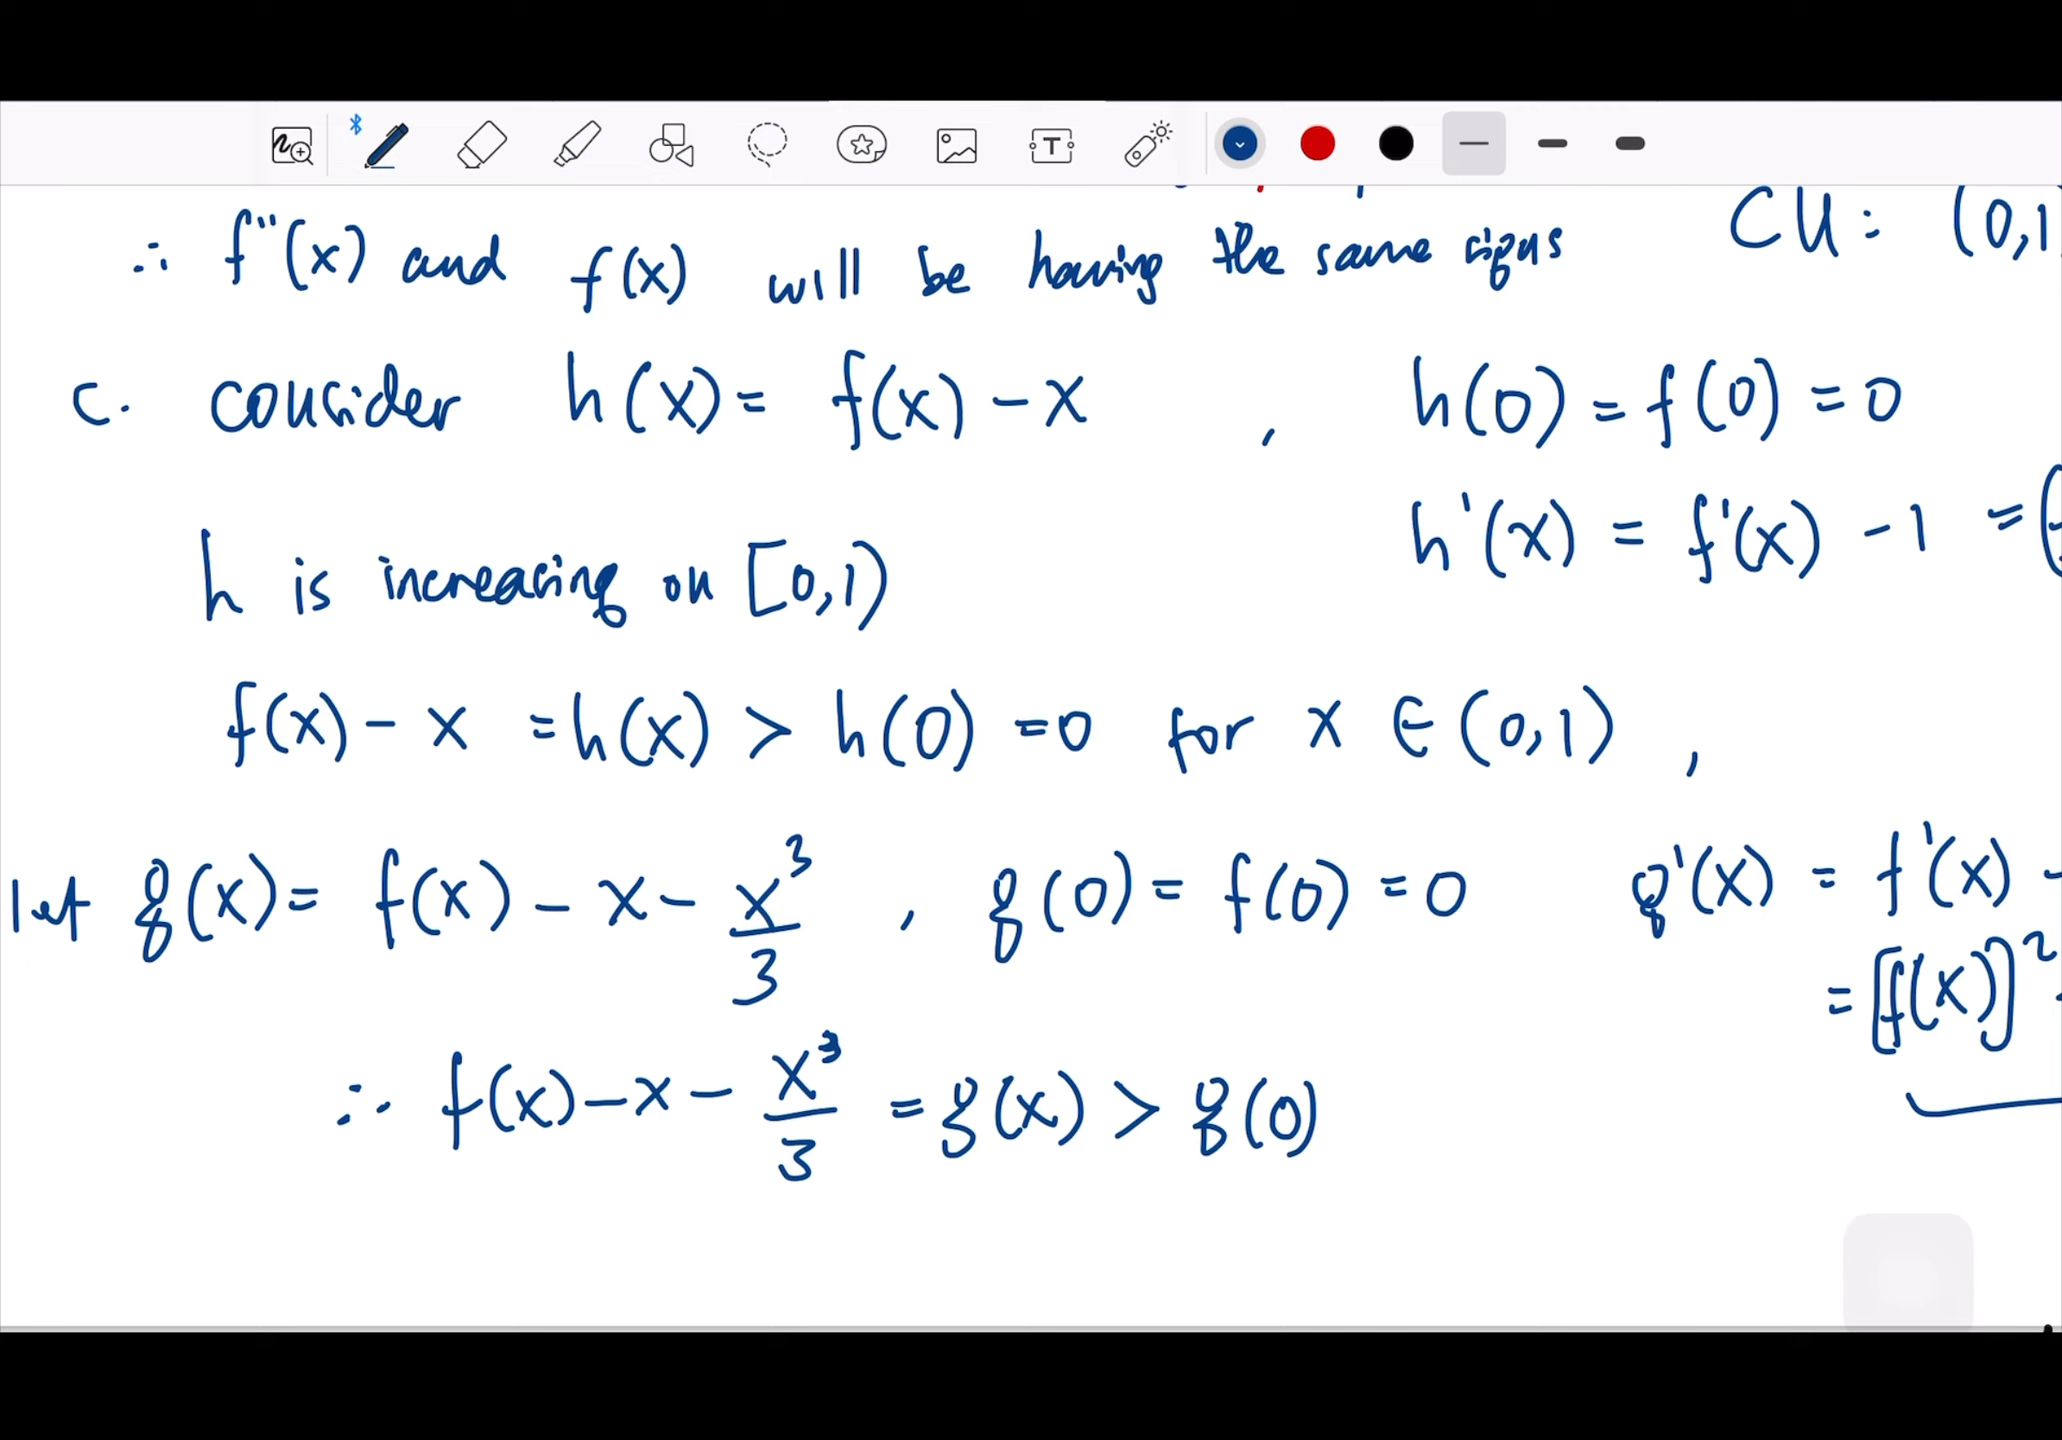 ∴ f''(x) and f(x) will be having the same signs CU: (0,1
c. consider h(x) = f(x) - x , h(0) = f(0) = 0
h'(x) = f'(x) - 1 = (
h is increasing on [0,1)
f(x) - x = h(x) > h(0) = 0 for x ∈ (0,1) ,
let g(x) = f(x) - x - x³/3 , g(0) = f(0) = 0 g'(x) = f'(x) -
= [f(x)]²
∴ f(x) - x - x³/3 = g(x) > g(0)